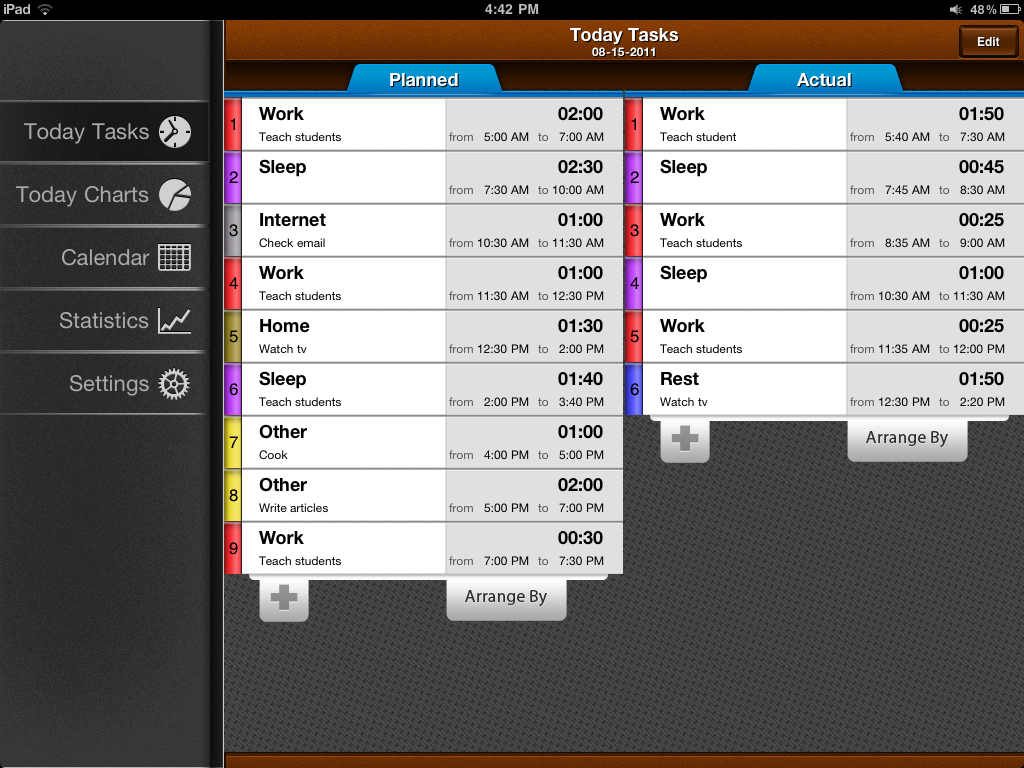 iPad 4:42 PM 48%
Today Tasks
08-15-2011
Edit
Today Tasks
Today Charts
Calendar
Statistics
Settings
Planned
1 Work 02:00
Teach students from 5:00 AM to 7:00 AM
2 Sleep 02:30
from 7:30 AM to 10:00 AM
3 Internet 01:00
Check email from 10:30 AM to 11:30 AM
4 Work 01:00
Teach students from 11:30 AM to 12:30 PM
5 Home 01:30
Watch tv from 12:30 PM to 2:00 PM
6 Sleep 01:40
Teach students from 2:00 PM to 3:40 PM
7 Other 01:00
Cook from 4:00 PM to 5:00 PM
8 Other 02:00
Write articles from 5:00 PM to 7:00 PM
9 Work 00:30
Teach students from 7:00 PM to 7:30 PM
Arrange By
Actual
1 Work 01:50
Teach student from 5:40 AM to 7:30 AM
2 Sleep 00:45
from 7:45 AM to 8:30 AM
3 Work 00:25
Teach students from 8:35 AM to 9:00 AM
4 Sleep 01:00
from 10:30 AM to 11:30 AM
5 Work 00:25
Teach students from 11:35 AM to 12:00 PM
6 Rest 01:50
Watch tv from 12:30 PM to 2:20 PM
Arrange By